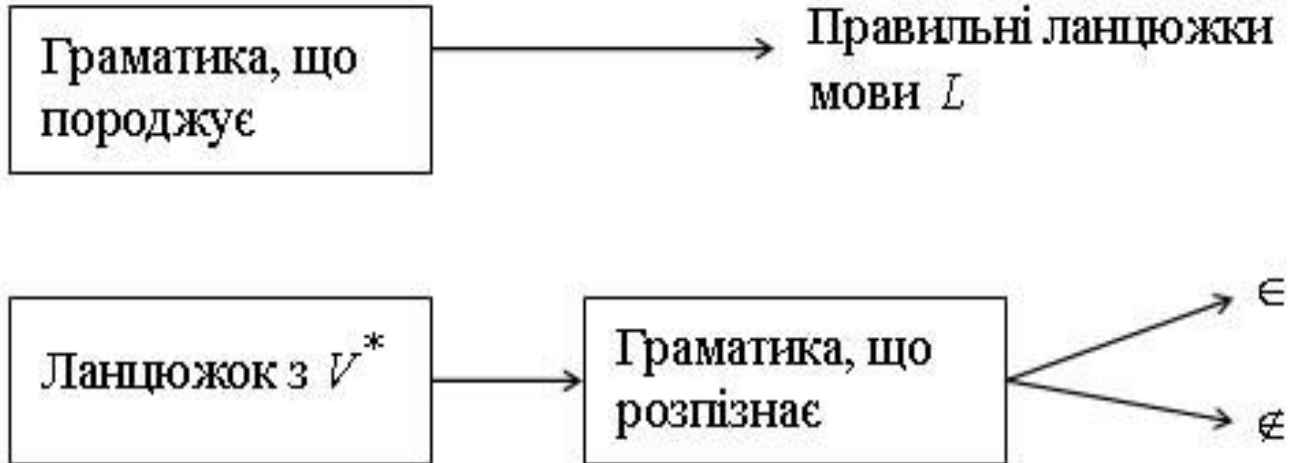 Граматика, що
породжує
Правильні ланцюжки
мови L
Ланцюжок з V*
Граматика, що
розпізнає
∈
∉